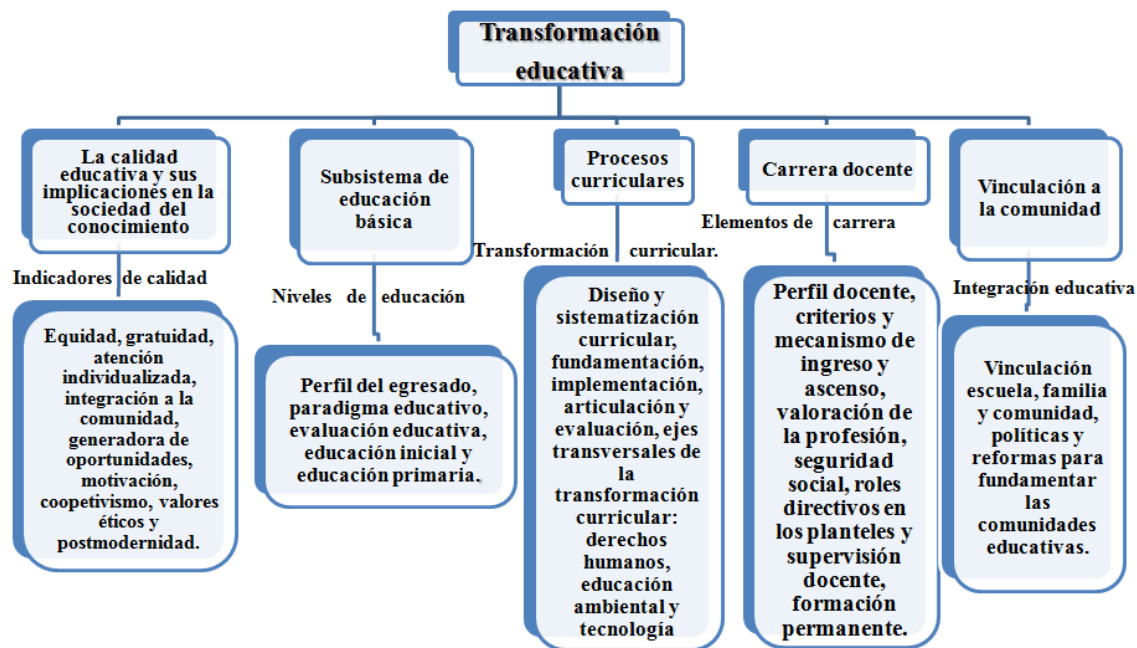 Transformación
educativa
La calidad
educativa y sus
implicaciones en la
sociedad del
conocimiento
Indicadores de calidad
Equidad, gratuidad,
atención
individualizada,
integración a la
comunidad,
generadora de
oportunidades,
motivación,
coopetivismo, valores
éticos y
postmodernidad.
Subsistema de
educación
básica
Niveles de educación
Perfil del egresado,
paradigma educativo,
evaluación educativa,
educación inicial y
educación primaria.
Procesos
curriculares
Transformación curricular.
Diseño y
sistematización
curricular,
fundamentación,
implementación,
articulación y
evaluación, ejes
transversales de
la
transformación
curricular:
derechos
humanos,
educación
ambiental y
tecnología
Carrera docente
Elementos de carrera
Perfil docente,
criterios y
mecanismo de
ingreso y
ascenso,
valoración de
la profesión,
seguridad
social, roles
directivos en
los planteles y
supervisión
docente,
formación
permanente.
Vinculación a
la comunidad
Integración educativa
Vinculación
escuela, familia
y comunidad,
políticas y
reformas para
fundamentar
las
comunidades
educativas.